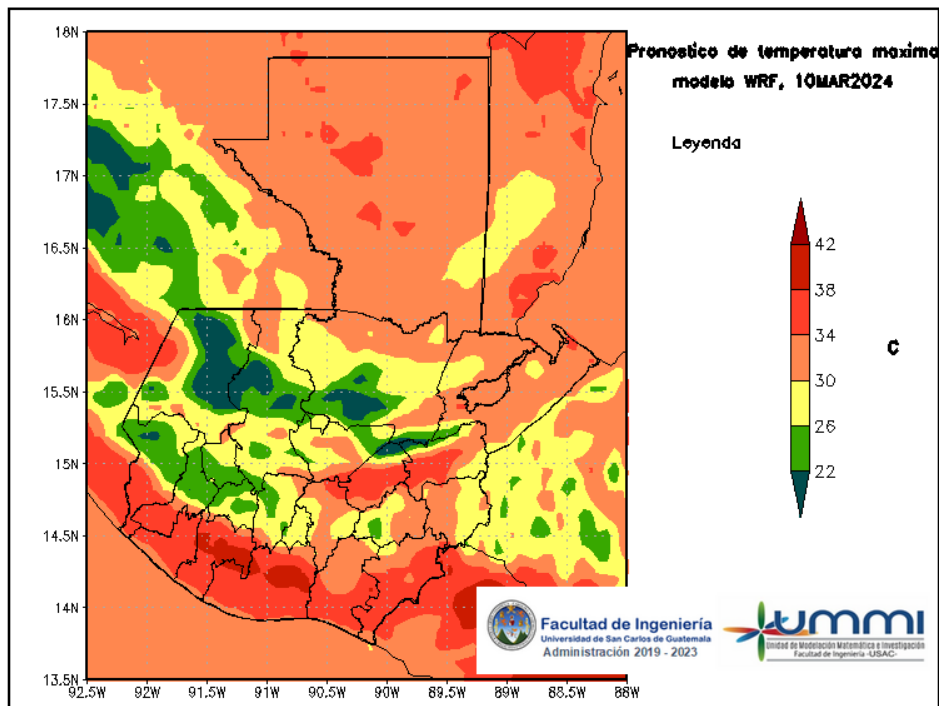 Pronostico de temperatura maxima
modelo WRF, 10MAR2024
Leyenda
42
38
34
30
26
22
C
18N
17.5N
17N
16.5N
16N
15.5N
15N
14.5N
14N
13.5N
92.5W 92W 91.5W 91W 90.5W 90W 89.5W 89W 88.5W 88W
Facultad de Ingeniería
Universidad de San Carlos de Guatemala
Administración 2019 - 2023
ummi
Unidad de Modelación Matemática e Investigación
Facultad de Ingeniería -USAC-